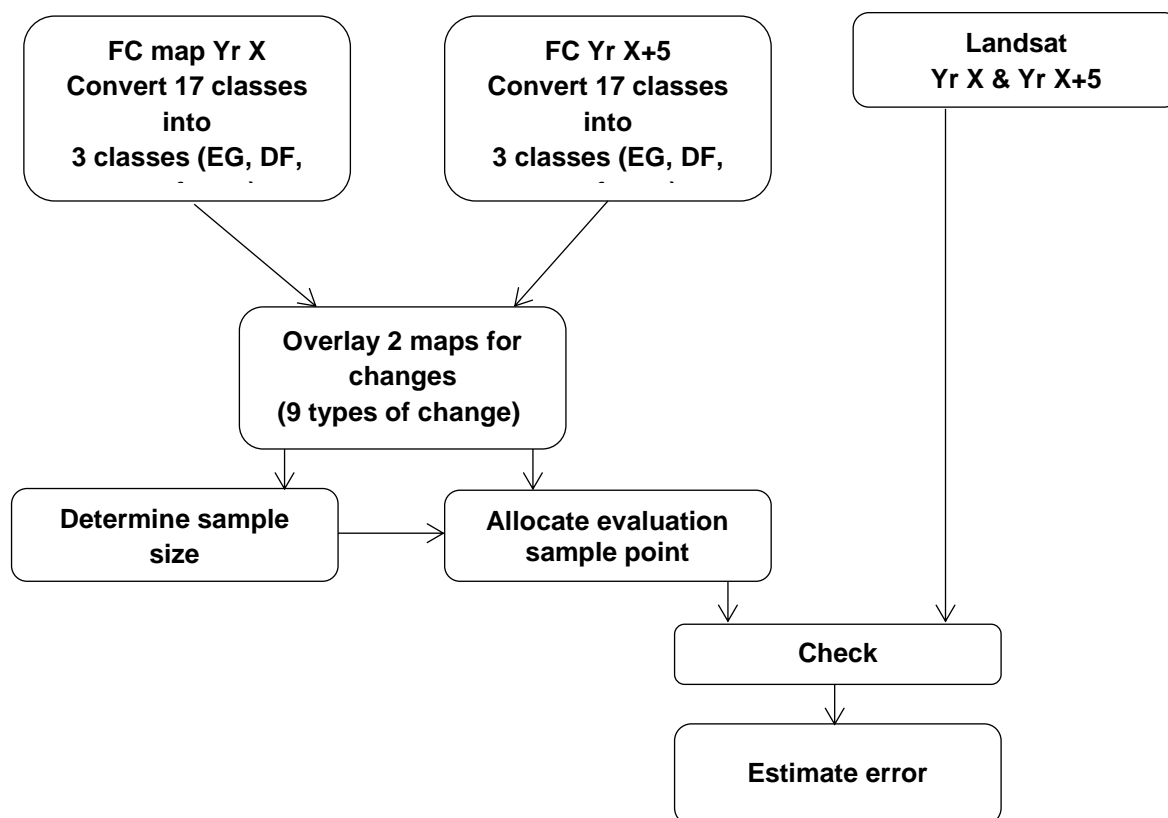 FC map Yr X
Convert 17 classes
into
3 classes (EG, DF,
FC Yr X+5
Convert 17 classes
into
3 classes (EG, DF,
Landsat
Yr X & Yr X+5
Overlay 2 maps for
changes
(9 types of change)
Determine sample
size
Allocate evaluation
sample point
Check
Estimate error